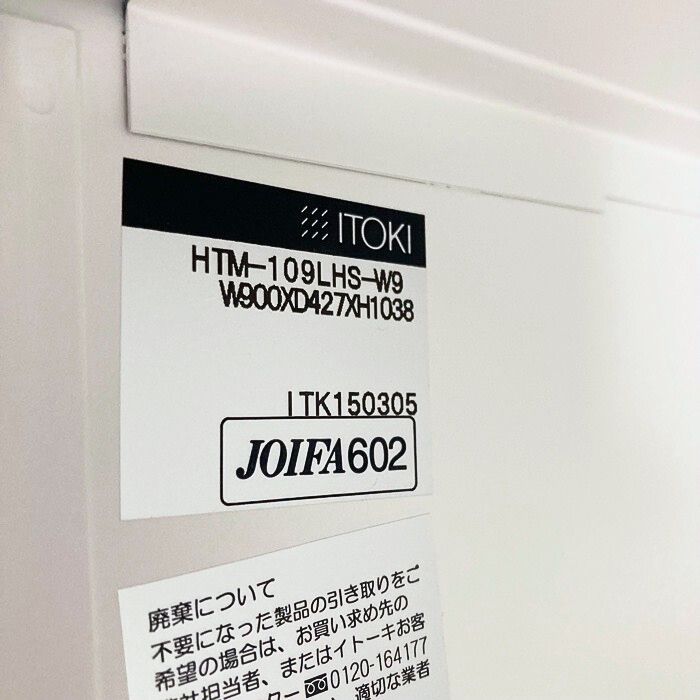 ITOKI
HTM-109LHS-W9
W900XD427XH1038
ITK150305
JOIFA602
廃棄について
不要になった製品の引き取りをご
希望の場合は、お買い求め先の
担当者、またはイトーキお客
ター 0120-164177
、適切な業者